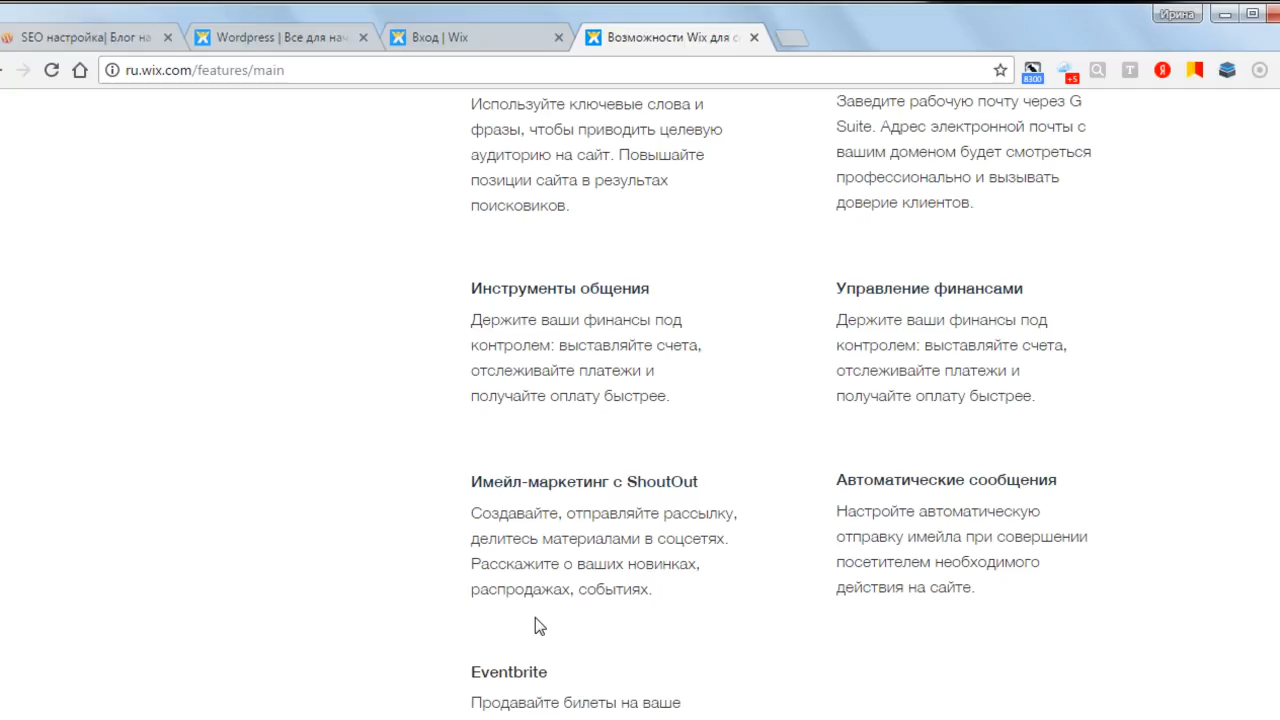 Ирина
SEO настройка| Блог на
Wordpress | Все для нач
Вход | Wix
Возможности Wix для с
ru.wix.com/features/main
8300
+5
T
Я
Используйте ключевые слова и
фразы, чтобы приводить целевую
аудиторию на сайт. Повышайте
позиции сайта в результах
поисковиков.
Заведите рабочую почту через G
Suite. Адрес электронной почты с
вашим доменом будет смотреться
профессионально и вызывать
доверие клиентов.
Инструменты общения
Держите ваши финансы под
контролем: выставляйте счета,
отслеживайте платежи и
получайте оплату быстрее.
Управление финансами
Держите ваши финансы под
контролем: выставляйте счета,
отслеживайте платежи и
получайте оплату быстрее.
Имейл-маркетинг с ShoutOut
Создавайте, отправляйте рассылку,
делитесь материалами в соцсетях.
Расскажите о ваших новинках,
распродажах, событиях.
Автоматические сообщения
Настройте автоматическую
отправку имейла при совершении
посетителем необходимого
действия на сайте.
Eventbrite
Продавайте билеты на ваше